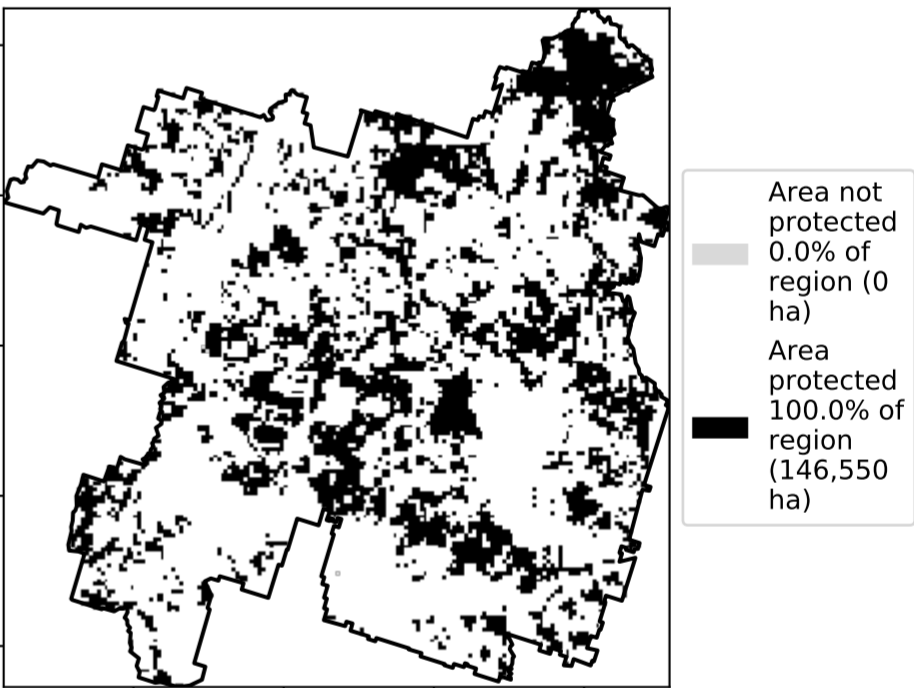 Area not
protected
0.0% of
region (0
ha)
Area
protected
100.0% of
region
(146,550
ha)